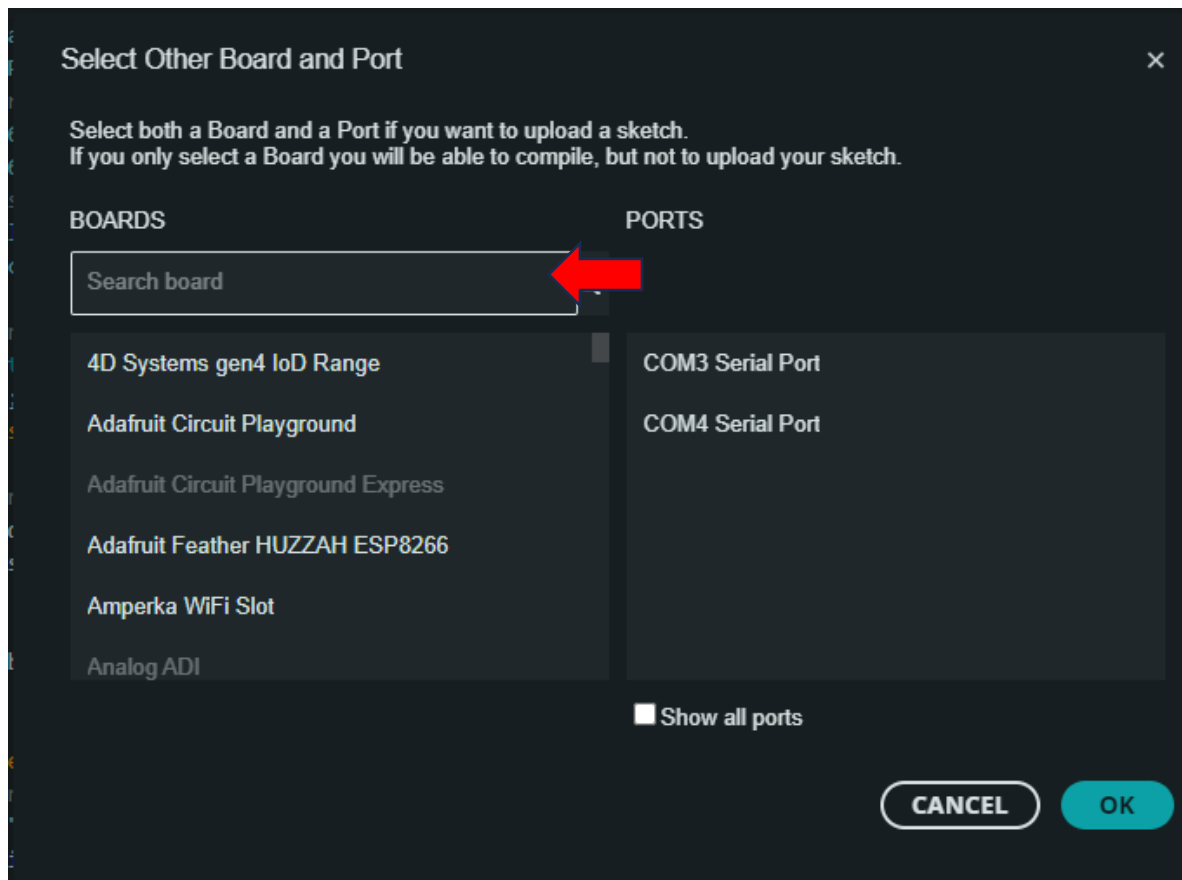 Select Other Board and Port
Select both a Board and a Port if you want to upload a sketch.
If you only select a Board you will be able to compile, but not to upload your sketch.
BOARDS
Search board
4D Systems gen4 IoD Range
Adafruit Circuit Playground
Adafruit Circuit Playground Express
Adafruit Feather HUZZAH ESP8266
Amperka WiFi Slot
Analog ADI
PORTS
COM3 Serial Port
COM4 Serial Port
Show all ports
CANCEL
OK